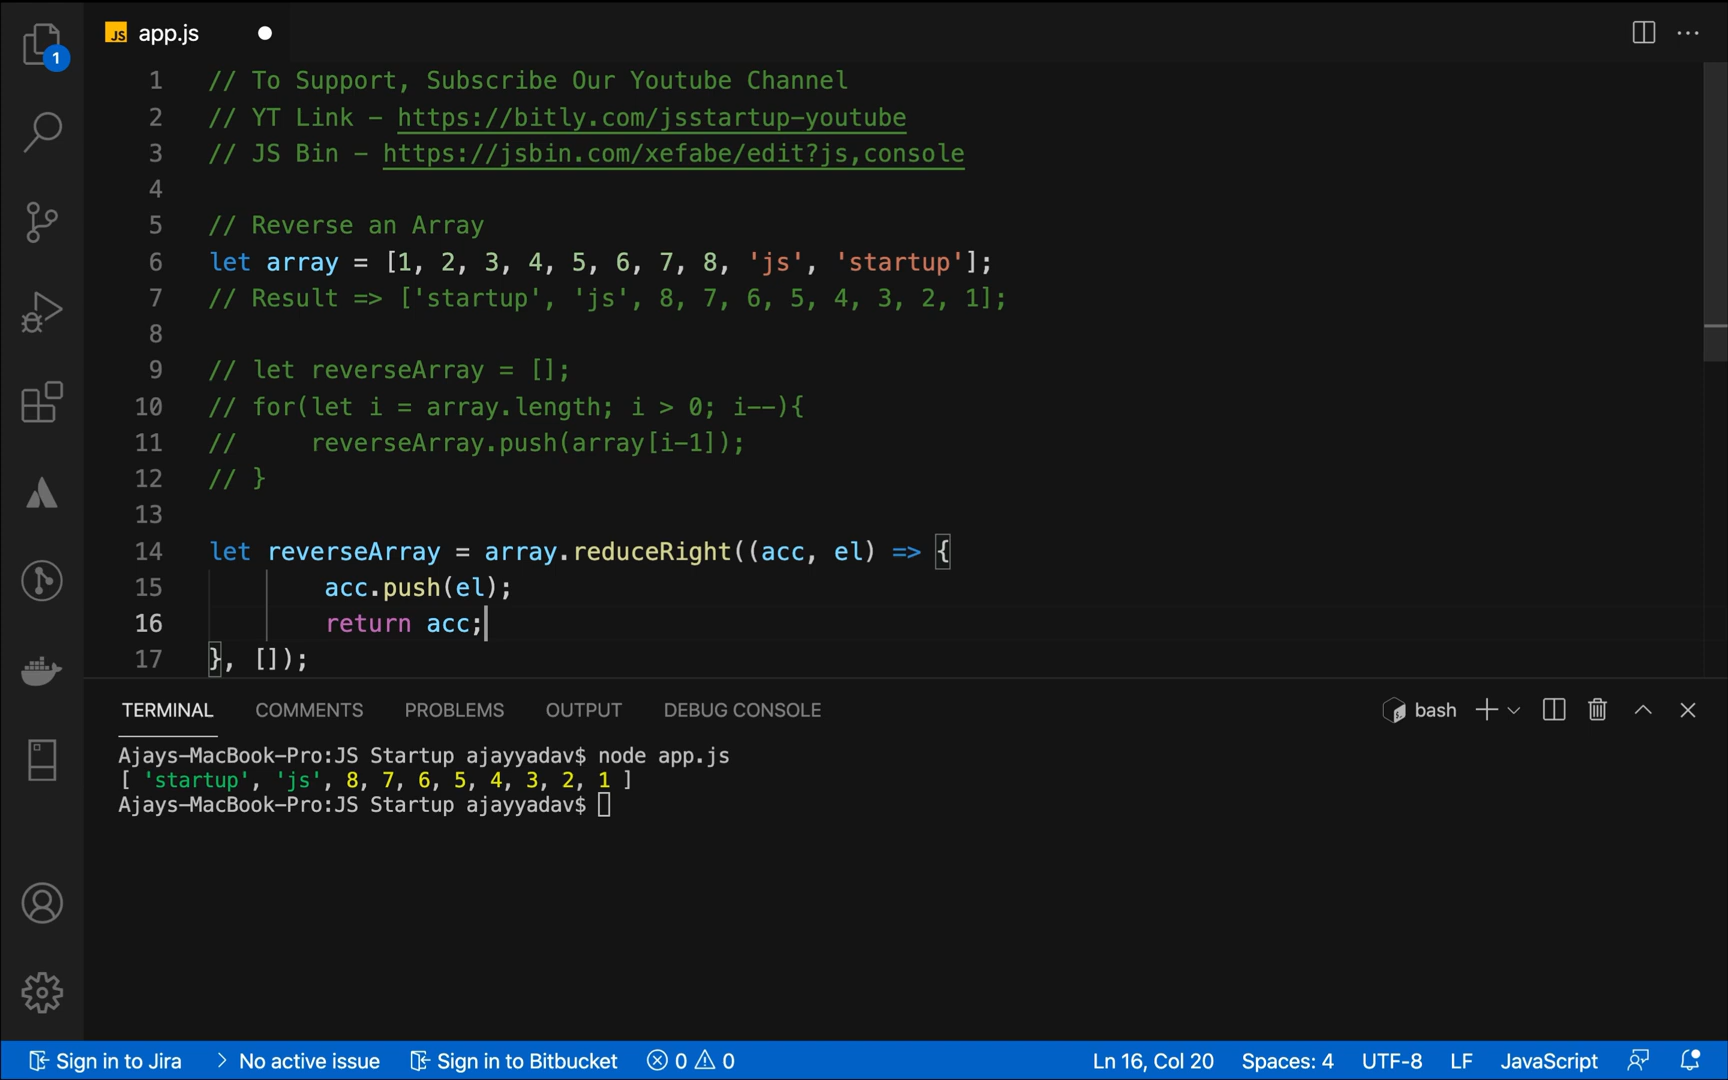 JS app.js
1
1 // To Support, Subscribe Our Youtube Channel
2 // YT Link - https://bitly.com/jsstartup-youtube
3 // JS Bin - https://jsbin.com/xefabe/edit?js,console
4
5 // Reverse an Array
6 let array = [1, 2, 3, 4, 5, 6, 7, 8, 'js', 'startup'];
7 // Result => ['startup', 'js', 8, 7, 6, 5, 4, 3, 2, 1];
8
9 // let reverseArray = [];
10 // for(let i = array.length; i > 0; i--){
11 //     reverseArray.push(array[i-1]);
12 // }
13
14 let reverseArray = array.reduceRight((acc, el) => {
15         acc.push(el);
16         return acc;
17 }, []);
TERMINAL COMMENTS PROBLEMS OUTPUT DEBUG CONSOLE bash
Ajays-MacBook-Pro:JS Startup ajayyadav$ node app.js
[ 'startup', 'js', 8, 7, 6, 5, 4, 3, 2, 1 ]
Ajays-MacBook-Pro:JS Startup ajayyadav$
Sign in to Jira > No active issue Sign in to Bitbucket 0 0 Ln 16, Col 20 Spaces: 4 UTF-8 LF JavaScript